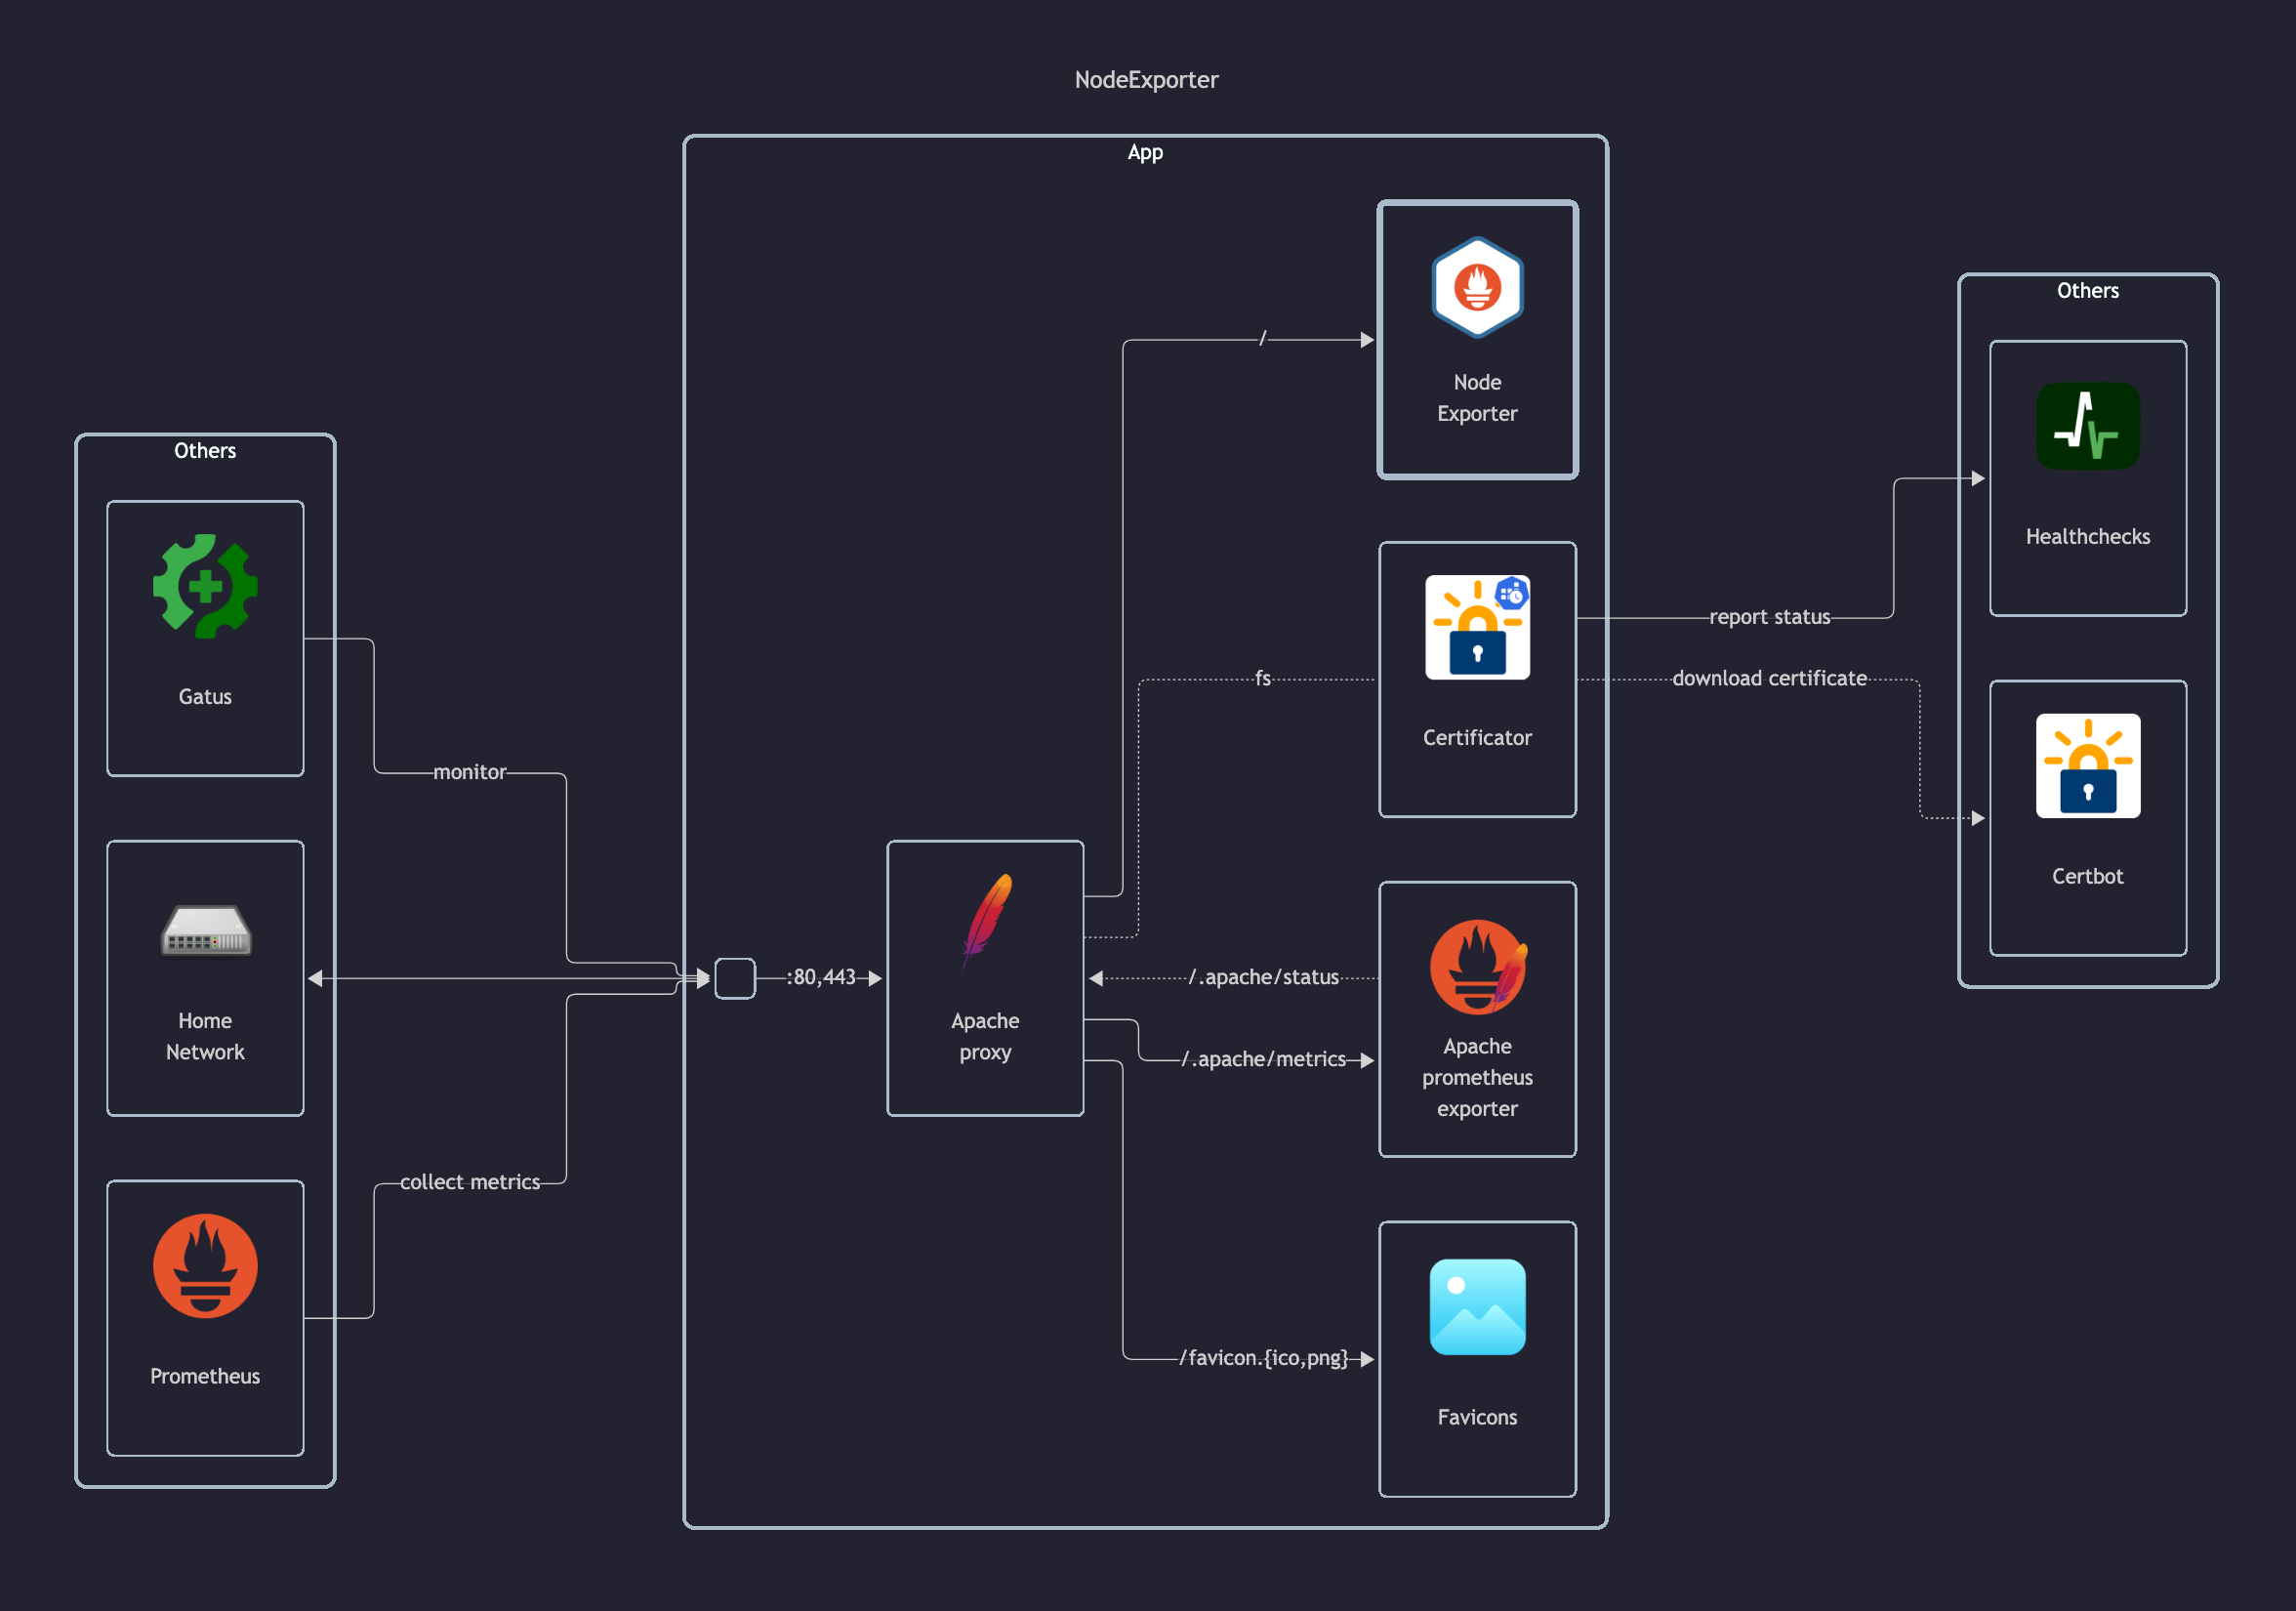 NodeExporter
App
Others
Gatus
Home
Network
Prometheus
monitor
collect metrics
:80,443
Apache
proxy
/
fs
/.apache/status
/.apache/metrics
/favicon.{ico,png}
Node
Exporter
Certificator
Apache
prometheus
exporter
Favicons
report status
download certificate
Others
Healthchecks
Certbot